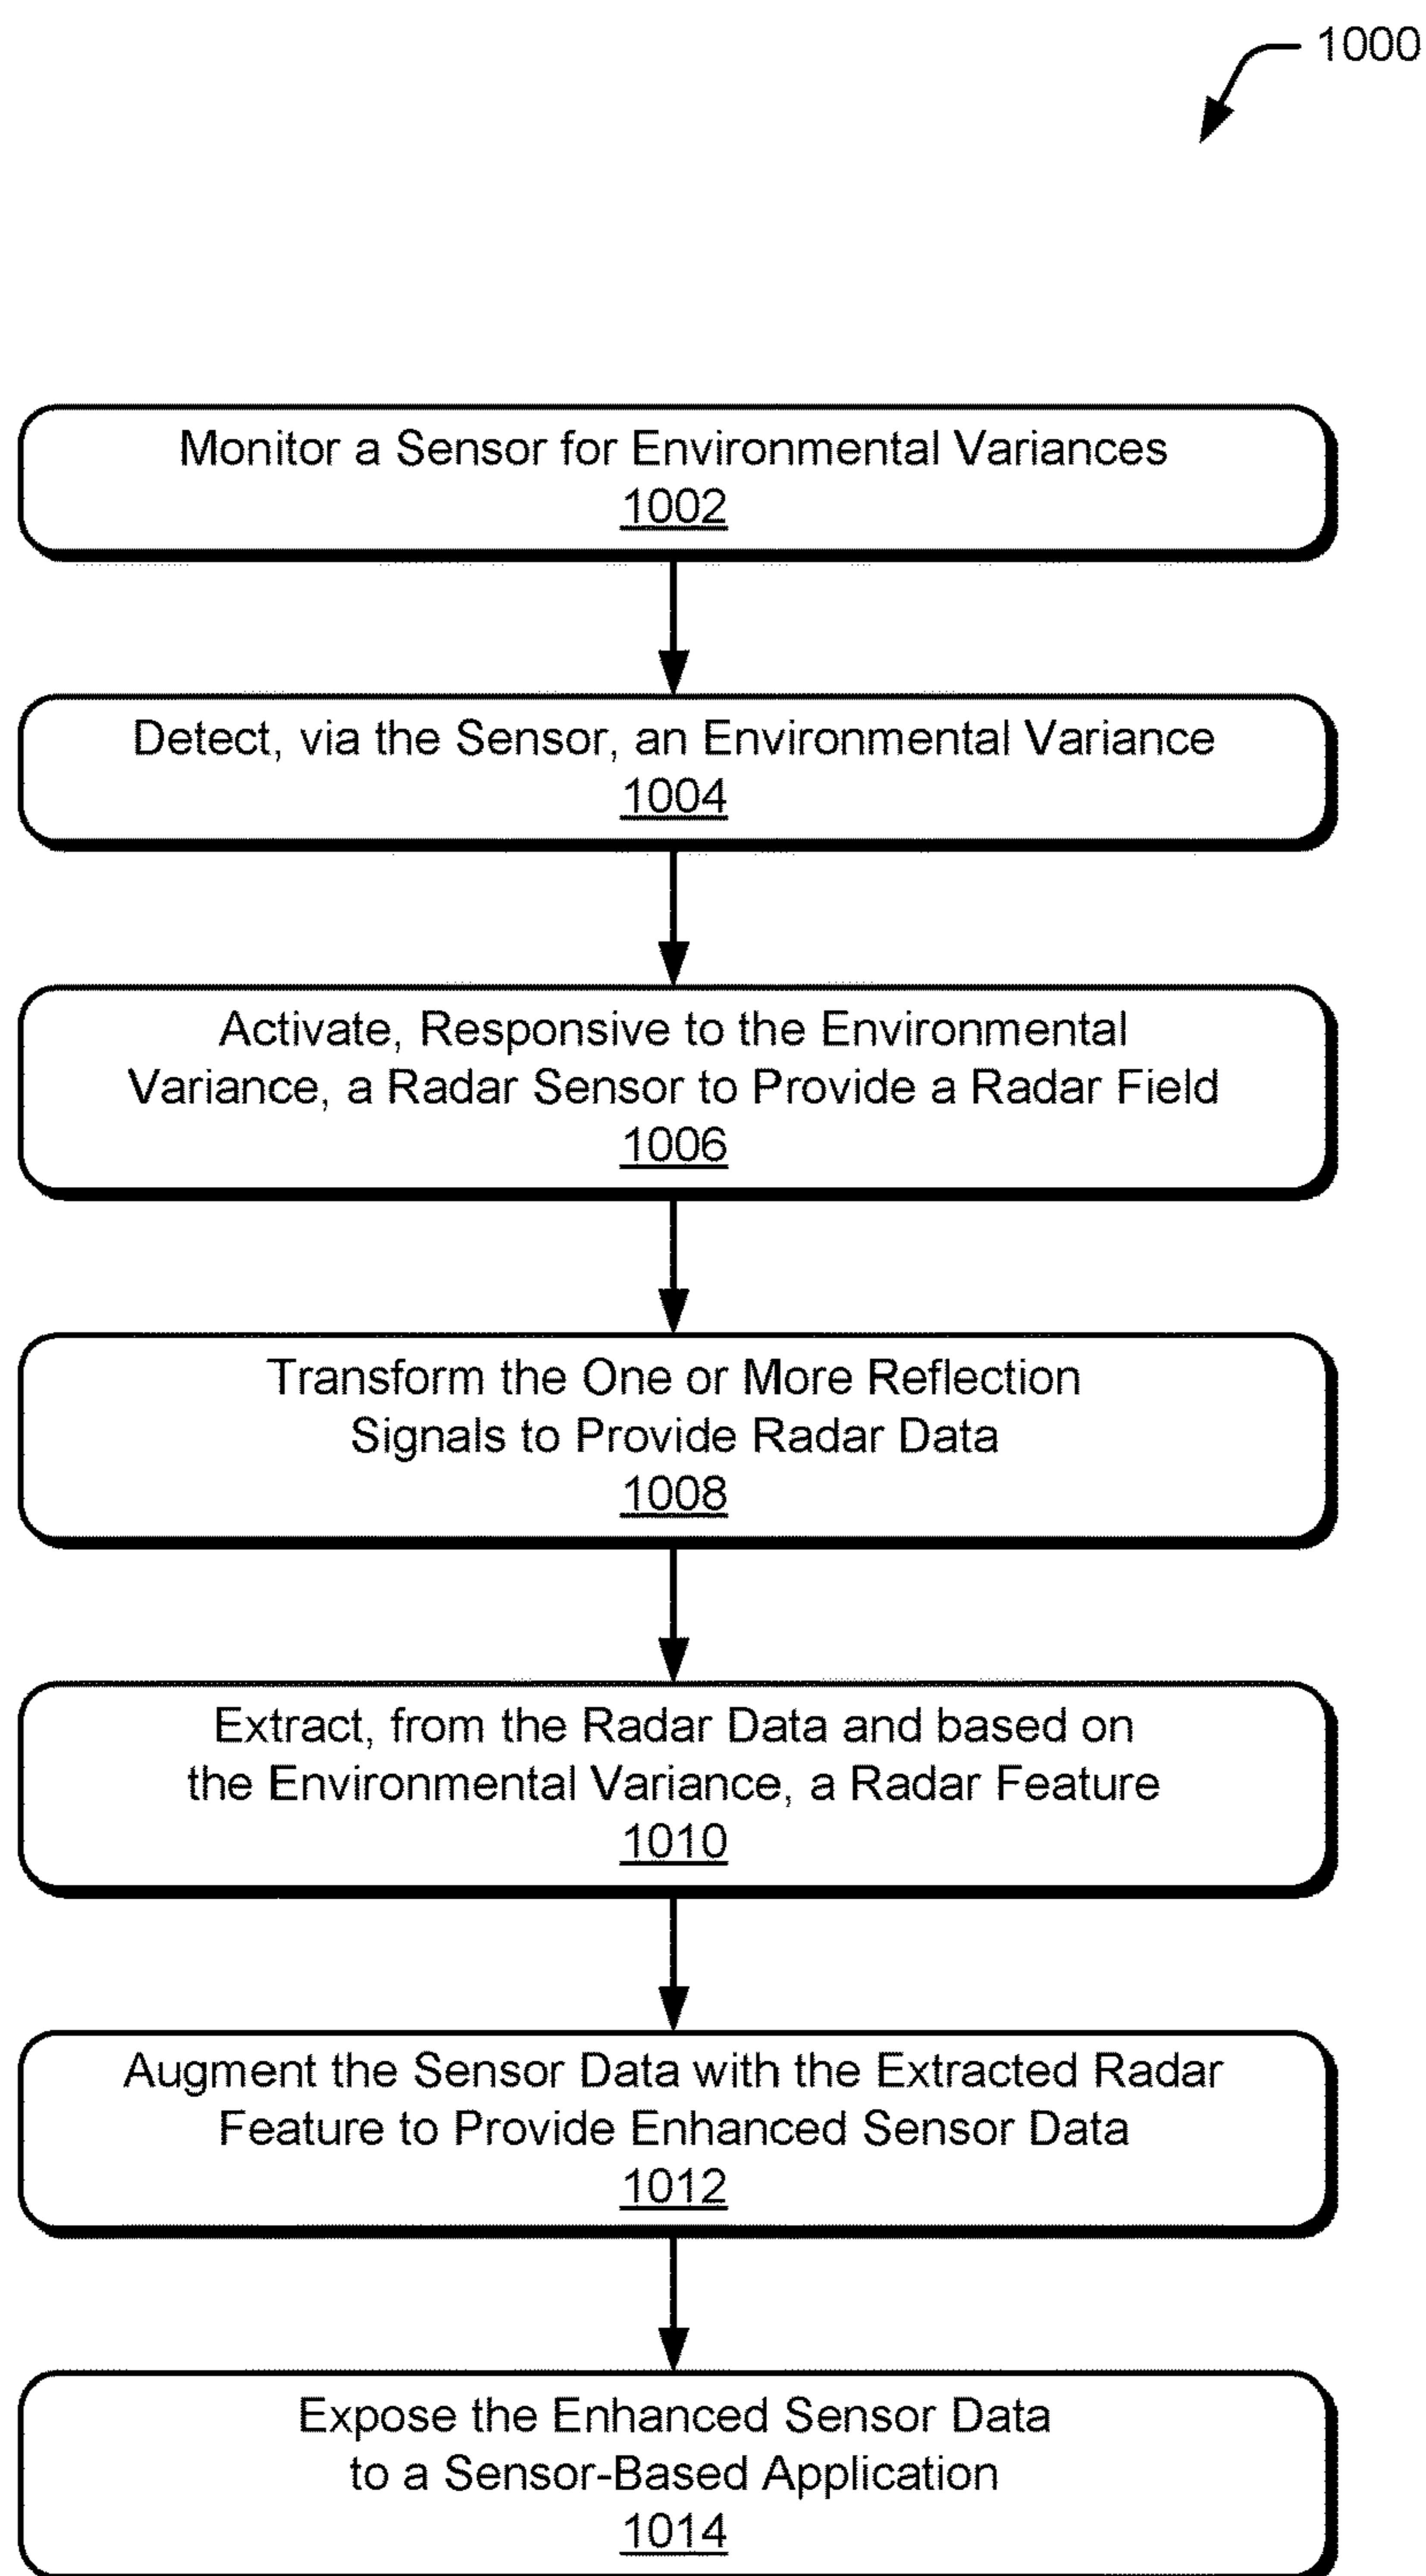 1000
Monitor a Sensor for Environmental Variances
1002
Detect, via the Sensor, an Environmental Variance
1004
Activate, Responsive to the Environmental
Variance, a Radar Sensor to Provide a Radar Field
1006
Transform the One or More Reflection
Signals to Provide Radar Data
1008
Extract, from the Radar Data and based on
the Environmental Variance, a Radar Feature
1010
Augment the Sensor Data with the Extracted Radar
Feature to Provide Enhanced Sensor Data
1012
Expose the Enhanced Sensor Data
to a Sensor-Based Application
1014